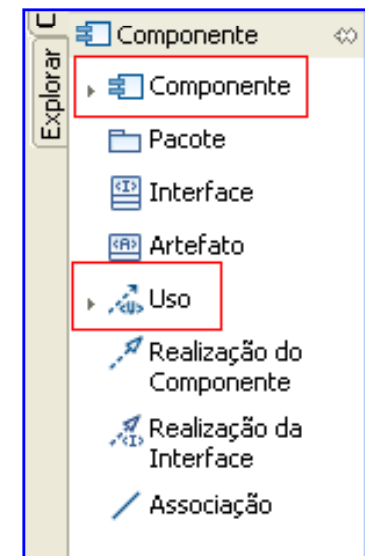 Componente
Explorar
Componente
Pacote
<I>
Interface
<A>
Artefato
<U>
Uso
Realização do
Componente
<I>
Realização da
Interface
Associação